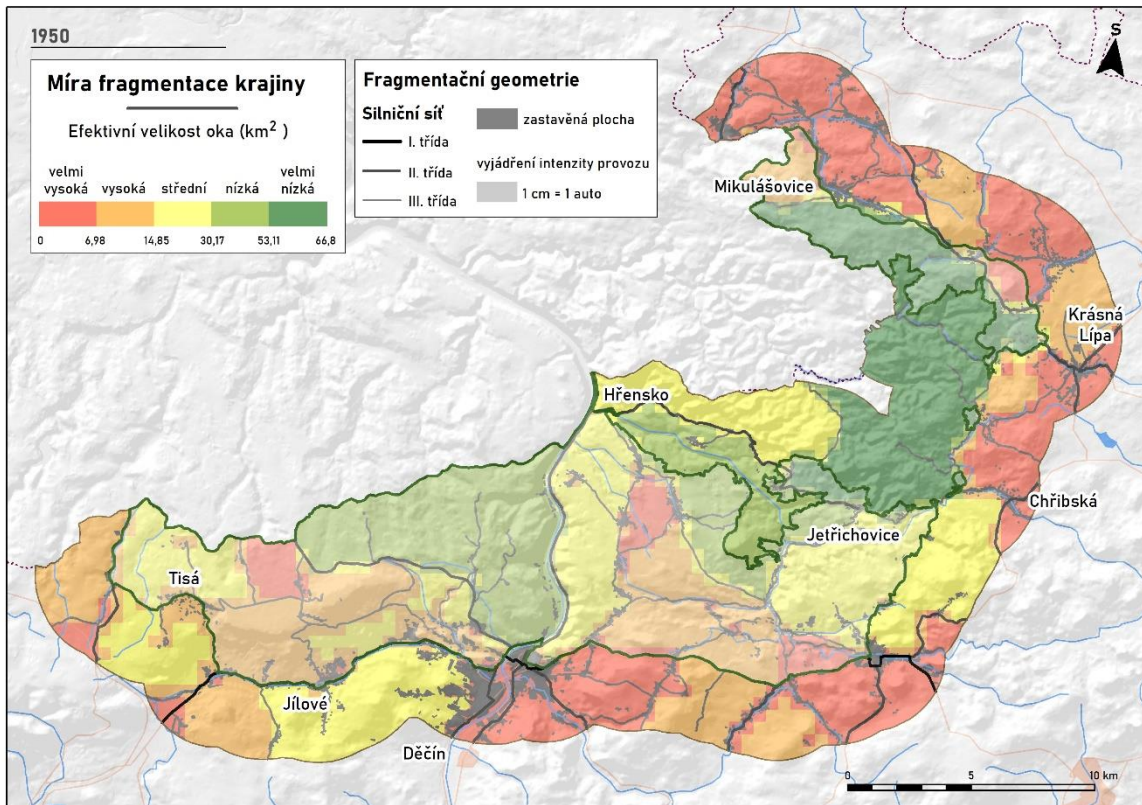 1950
Míra fragmentace krajiny
Efektivní velikost oka (km² )
velmi vysoká
vysoká
střední
nízká
velmi nízká
0 6,98 14,85 30,17 53,11 66,8
Fragmentační geometrie
Silniční síť
I. třída
II. třída
III. třída
zastavěná plocha
vyjádření intenzity provozu
1 cm = 1 auto
S
Mikulášovice
Krásná
Lípa
Hřensko
Chřibská
Jetřichovice
Tisá
Jílové
Děčín
0 5 10 km